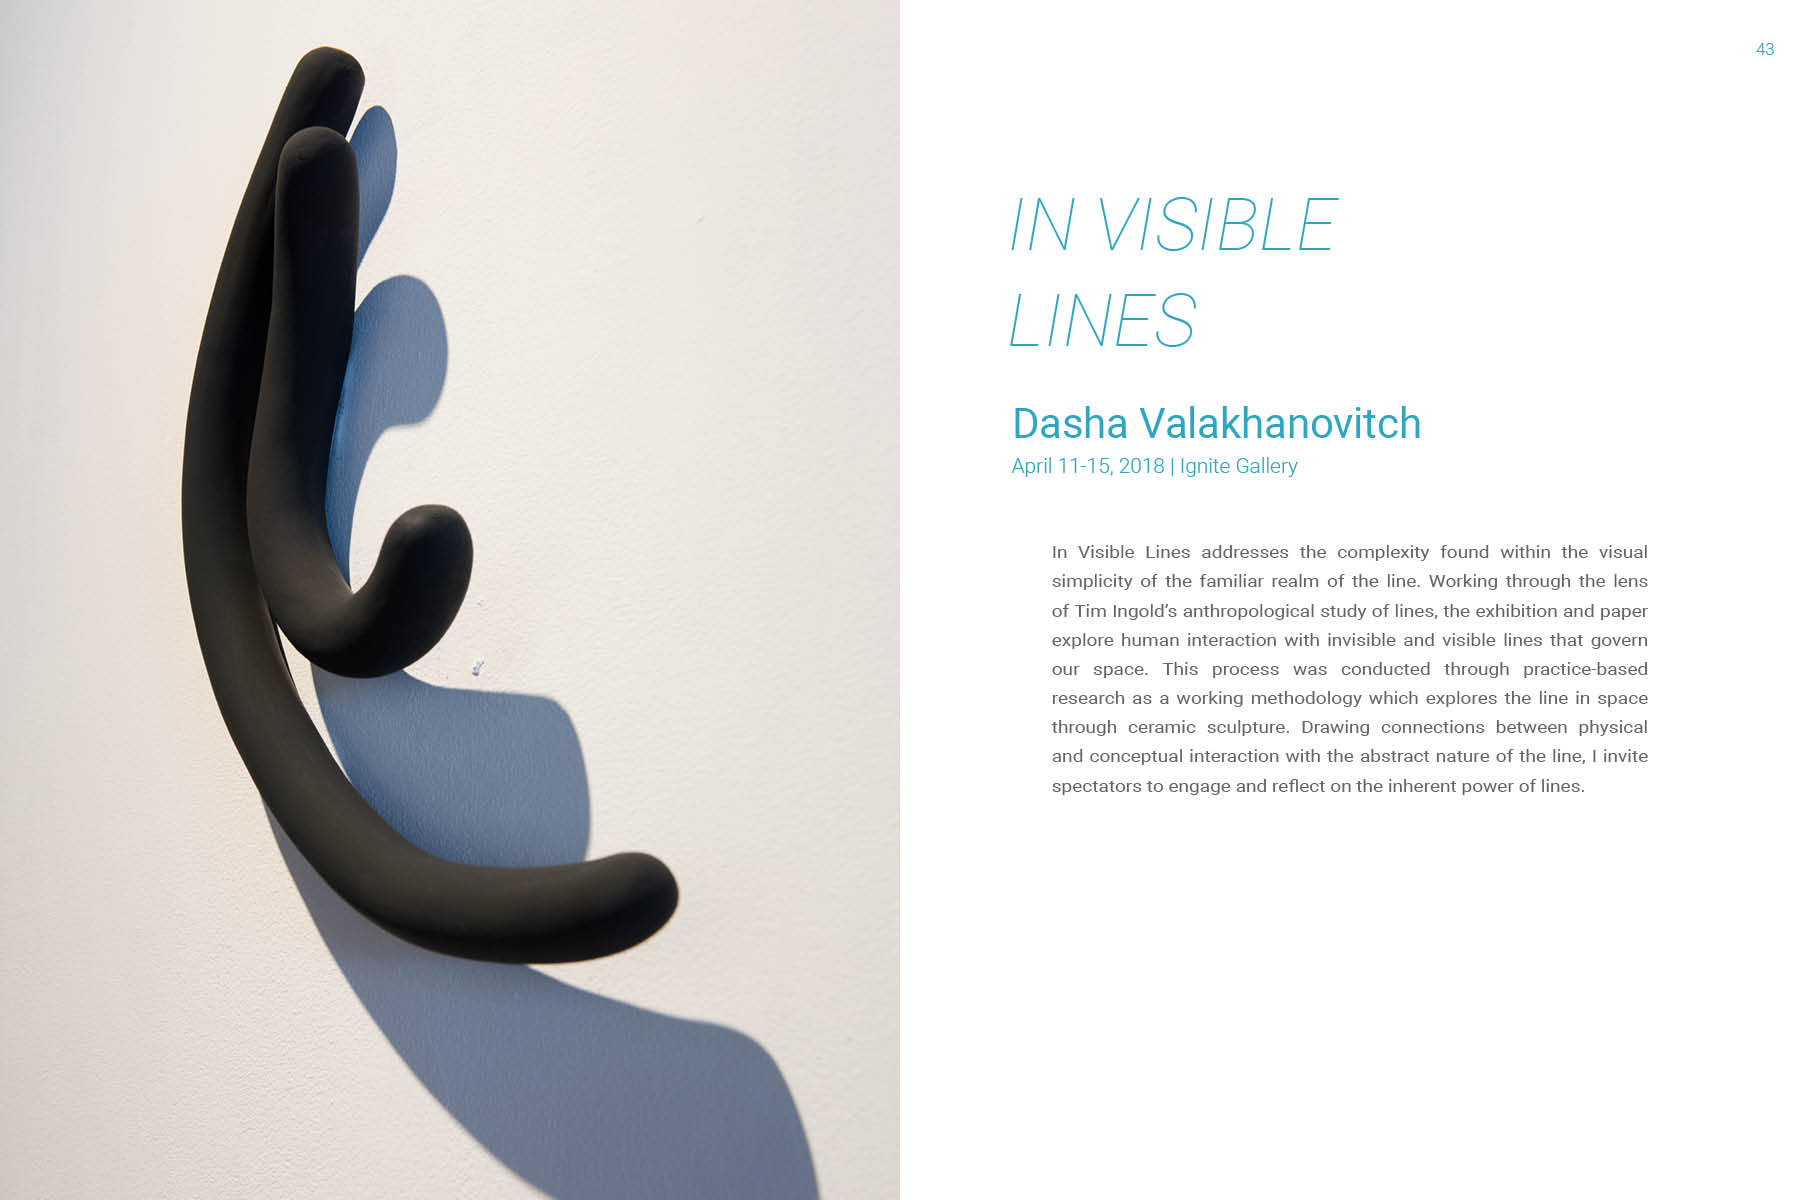 43
IN VISIBLE
LINES
Dasha Valakhanovitch
April 11-15, 2018 | Ignite Gallery
In Visible Lines addresses the complexity found within the visual
simplicity of the familiar realm of the line. Working through the lens
of Tim Ingold’s anthropological study of lines, the exhibition and paper
explore human interaction with invisible and visible lines that govern
our space. This process was conducted through practice-based
research as a working methodology which explores the line in space
through ceramic sculpture. Drawing connections between physical
and conceptual interaction with the abstract nature of the line, I invite
spectators to engage and reflect on the inherent power of lines.